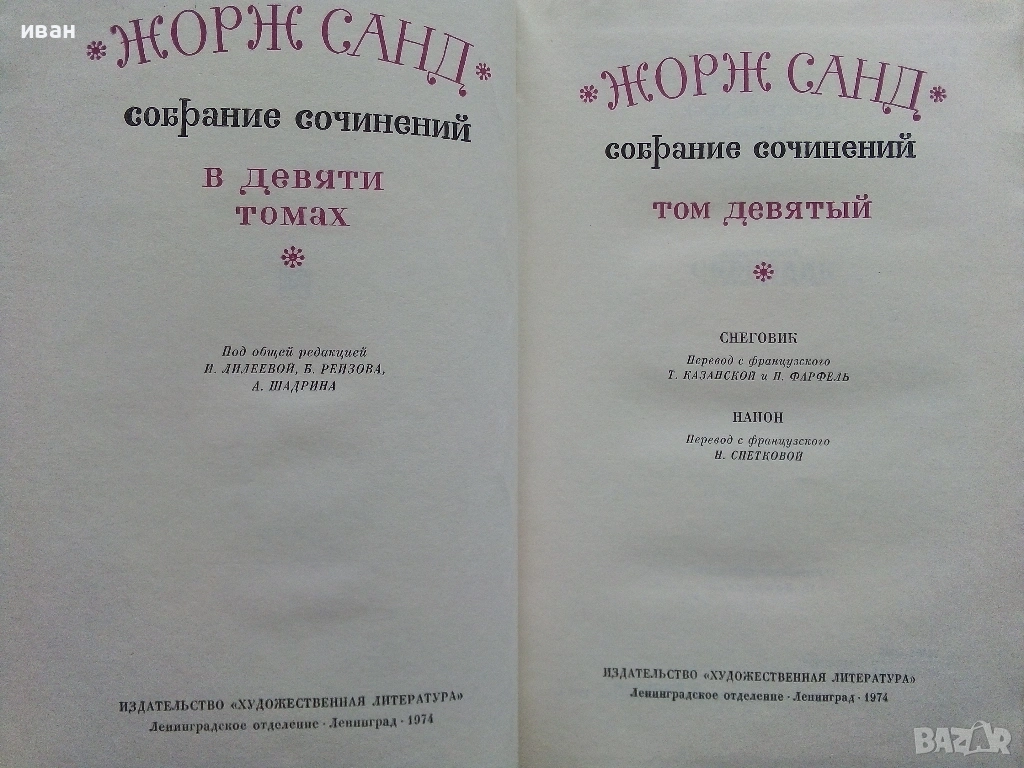 иван
ЖОРЖ САНД
СОБРАНИЕ СОЧИНЕНИЙ
В ДЕВЯТИ
ТОМАХ
Под общей редакцией
И. ЛИЛЕЕВОЙ, Б. РЕИЗОВА,
А. ШАДРИНА
ИЗДАТЕЛЬСТВО «ХУДОЖЕСТВЕННАЯ ЛИТЕРАТУРА»
Ленинградское отделение · Ленинград · 1974
ЖОРЖ САНД
СОБРАНИЕ СОЧИНЕНИЙ
ТОМ ДЕВЯТЫЙ
СНЕГОВИК
Перевод с французского
Т. КАЗАНСКОЙ и Н. ФАРФЕЛЬ
НАНОН
Перевод с французского
Н. СНЕТКОВОЙ
ИЗДАТЕЛЬСТВО «ХУДОЖЕСТВЕННАЯ ЛИТЕРАТУРА»
Ленинградское отделение · Ленинград · 1974
BAZAR